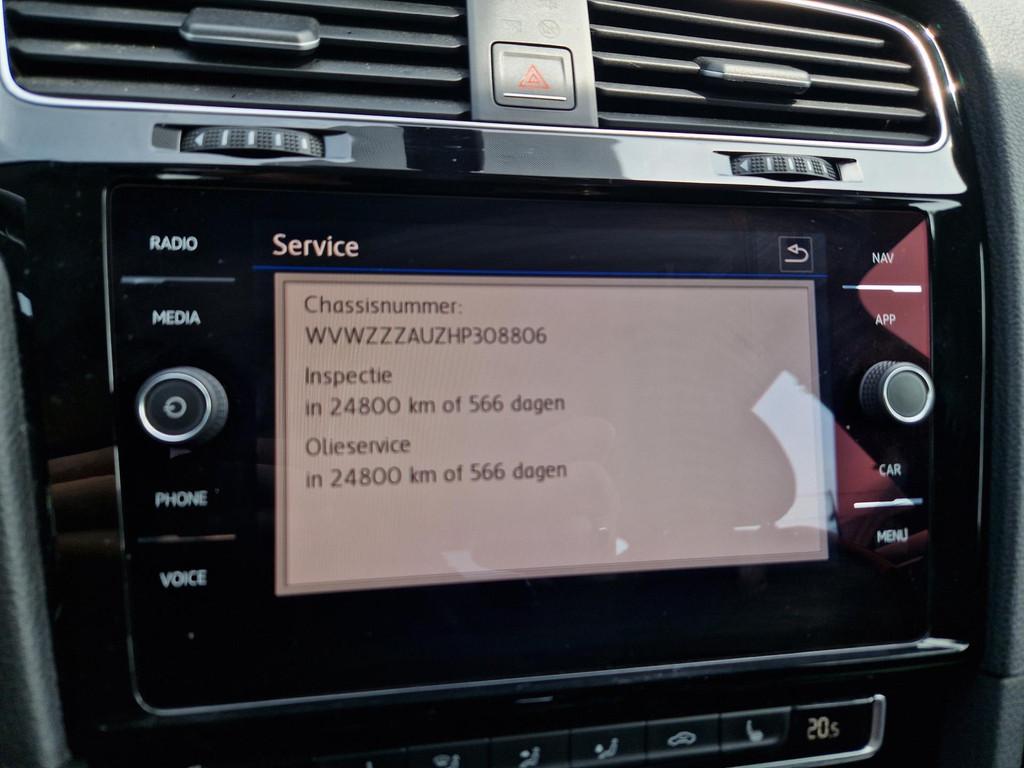 RADIO
MEDIA
PHONE
VOICE
Service
Chassisnummer:
WVWZZZAUZHP308806
Inspectie
in 24800 km of 566 dagen
Olieservice
in 24800 km of 566 dagen
NAV
APP
CAR
MENU
20.5